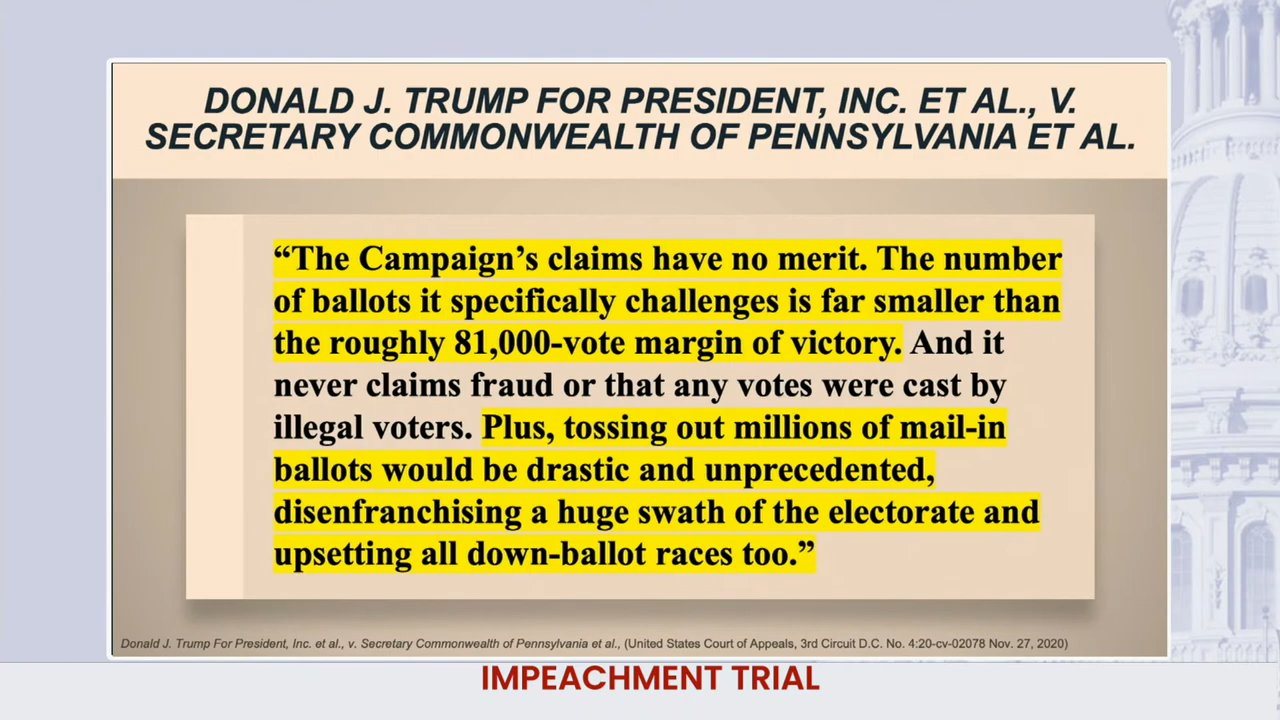 DONALD J. TRUMP FOR PRESIDENT, INC. ET AL., V.
SECRETARY COMMONWEALTH OF PENNSYLVANIA ET AL.
“The Campaign’s claims have no merit. The number
of ballots it specifically challenges is far smaller than
the roughly 81,000-vote margin of victory. And it
never claims fraud or that any votes were cast by
illegal voters. Plus, tossing out millions of mail-in
ballots would be drastic and unprecedented,
disenfranchising a huge swath of the electorate and
upsetting all down-ballot races too.”
Donald J. Trump For President, Inc. et al., v. Secretary Commonwealth of Pennsylvania et al., (United States Court of Appeals, 3rd Circuit D.C. No. 4:20-cv-02078 Nov. 27, 2020)
IMPEACHMENT TRIAL